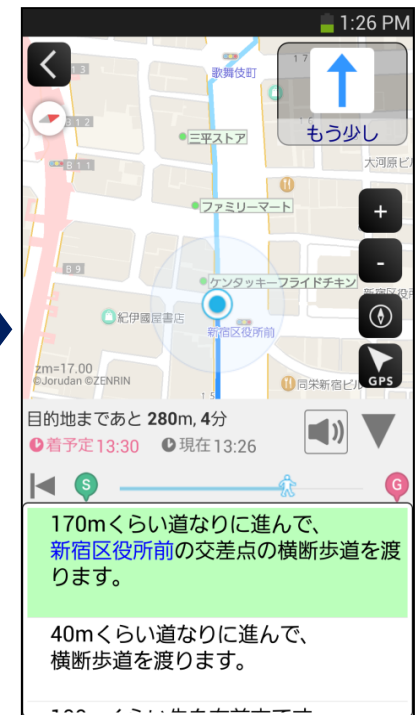 1:26 PM
歌舞伎町
もう少し
三平ストア
大河原ビ
B11
ファミリーマート
+
-
B9
ケンタッキーフライドチキン
紀伊國屋書店
新宿区役所前
zm=17.00
©Jorudan ©ZENRIN
同栄新宿ビル
GPS
目的地まであと 280m, 4分
着予定13:30 現在13:26
S
G
170mくらい道なりに進んで、
新宿区役所前の交差点の横断歩道を渡
ります。
40mくらい道なりに進んで、
横断歩道を渡ります。